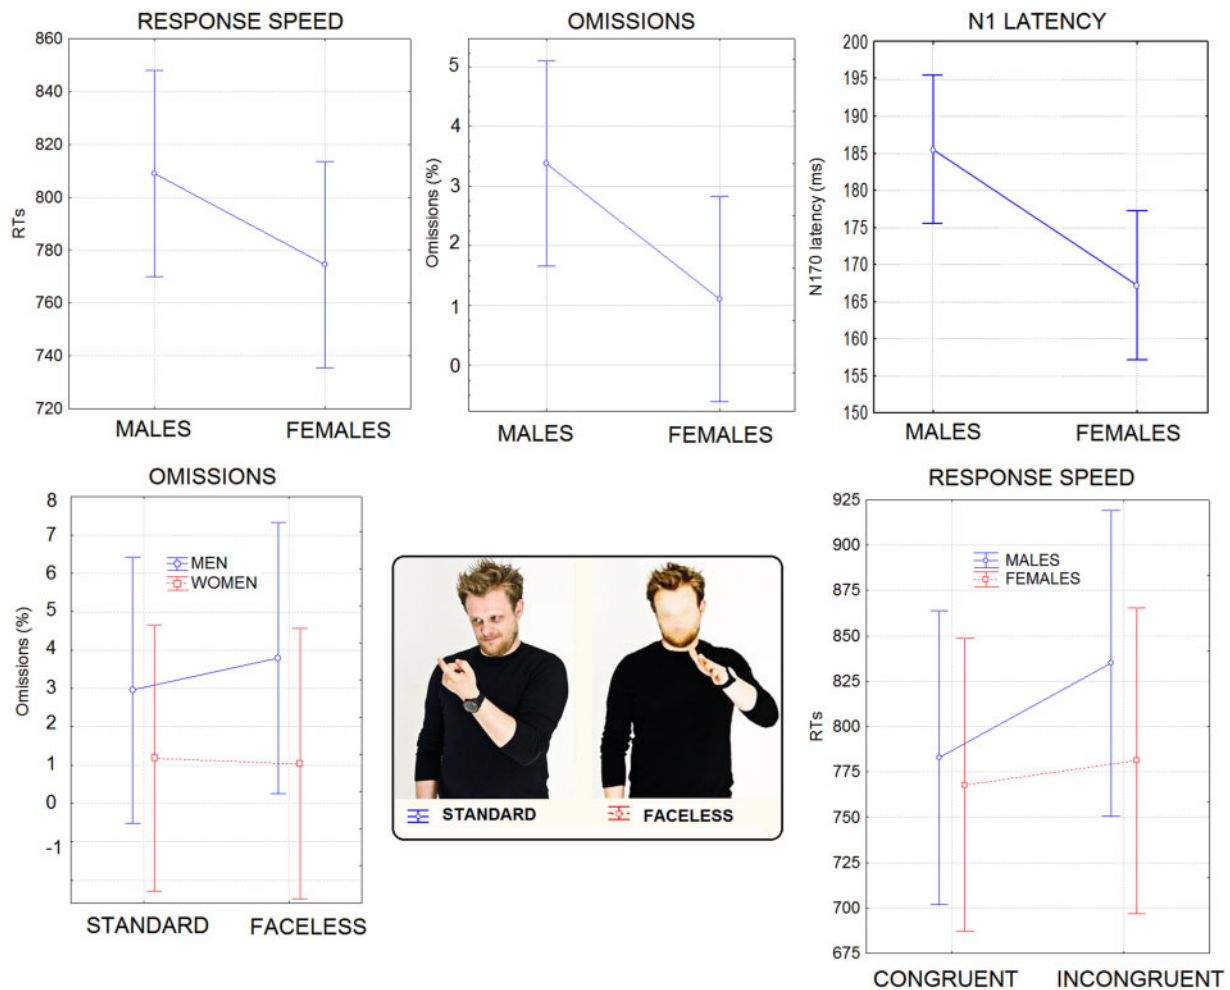 RESPONSE SPEED
860
840
820
800
780
760
740
720
RTs
MALES
FEMALES
OMISSIONS
5
4
3
2
1
0
Omissions (%)
MALES
FEMALES
N1 LATENCY
200
195
190
185
180
175
170
165
160
155
150
N170 latency (ms)
MALES
FEMALES
OMISSIONS
8
7
6
5
4
3
2
1
0
-1
Omissions (%)
MEN
WOMEN
STANDARD
FACELESS
STANDARD
FACELESS
RESPONSE SPEED
925
900
875
850
825
800
775
750
725
700
675
RTs
MALES
FEMALES
CONGRUENT
INCONGRUENT